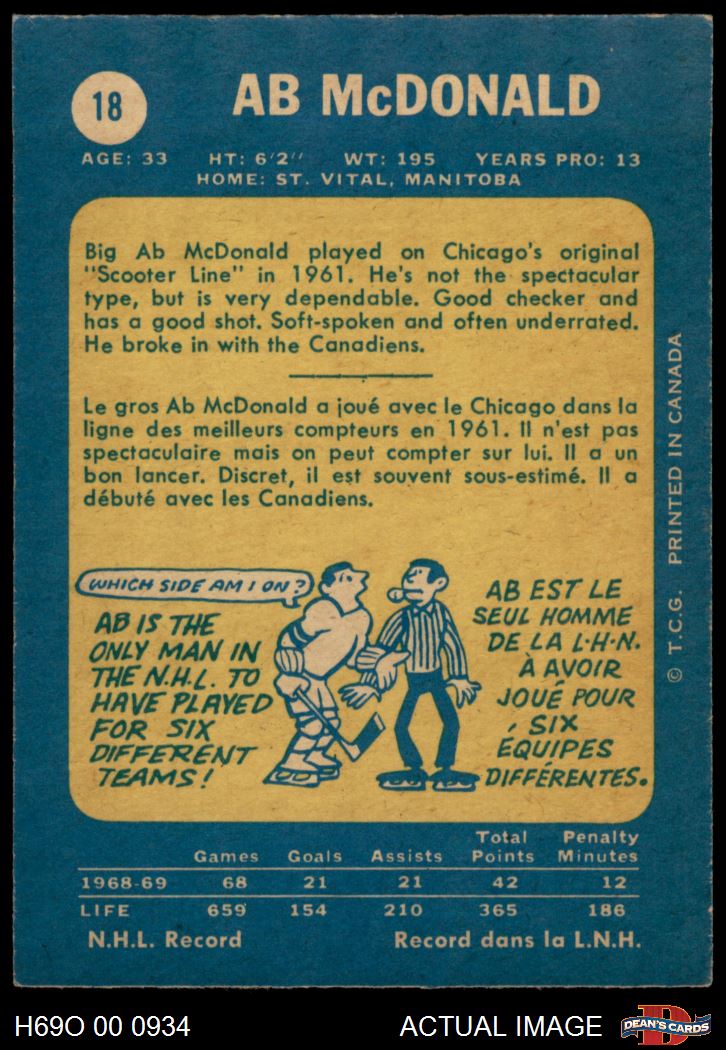 18
AB McDONALD
AGE: 33 HT: 6'2" WT: 195 YEARS PRO: 13
HOME: ST. VITAL, MANITOBA
Big Ab McDonald played on Chicago's original
"Scooter Line" in 1961. He's not the spectacular
type, but is very dependable. Good checker and
has a good shot. Soft-spoken and often underrated.
He broke in with the Canadiens.
Le gros Ab McDonald a joué avec le Chicago dans la
ligne des meilleurs compteurs en 1961. Il n'est pas
spectaculaire mais on peut compter sur lui. Il a un
bon lancer. Discret, il est souvent sous-estimé. Il a
débuté avec les Canadiens.
WHICH SIDE AM I ON?
AB IS THE
ONLY MAN IN
THE N.H.L. TO
HAVE PLAYED
FOR SIX
DIFFERENT
TEAMS!
AB EST LE
SEUL HOMME
DE LA L.H.N.
À AVOIR
JOUÉ POUR
SIX
ÉQUIPES
DIFFÉRENTES.
© T.C.G. PRINTED IN CANADA
Games Goals Assists Total Points Penalty Minutes
1968-69 68 21 21 42 12
LIFE 659 154 210 365 186
N.H.L. Record Record dans la L.N.H.
H69O 00 0934 ACTUAL IMAGE D DEAN'S CARDS